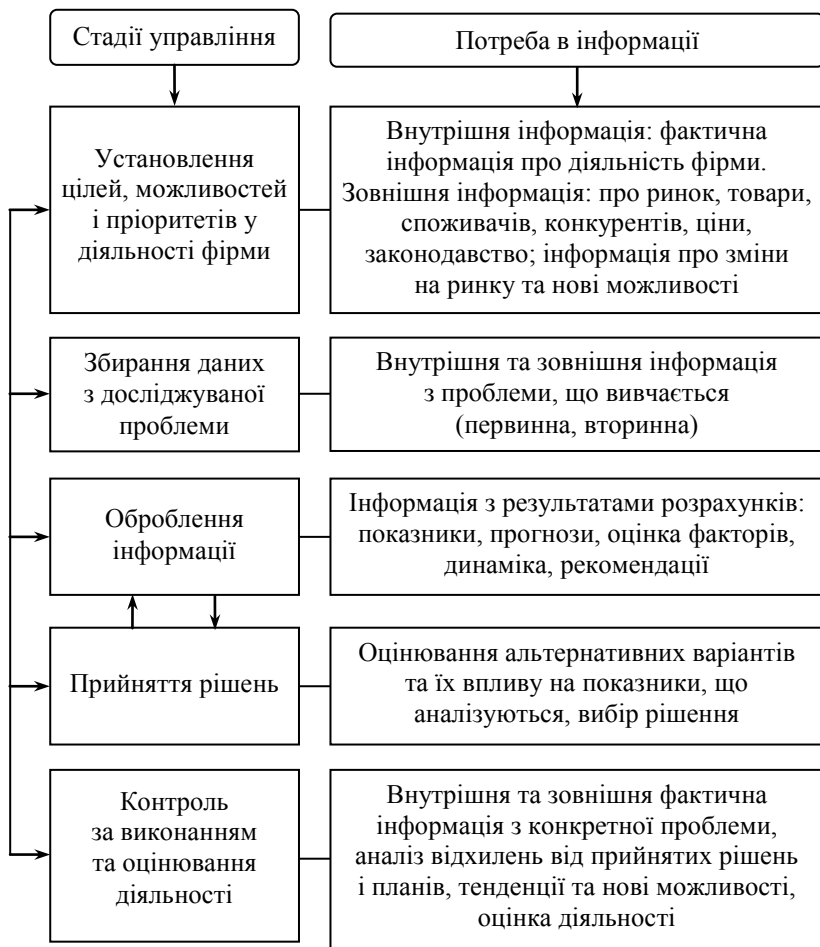 Стадії управління
Потреба в інформації
Установлення
цілей, можливостей
і пріоритетів у
діяльності фірми
Внутрішня інформація: фактична
інформація про діяльність фірми.
Зовнішня інформація: про ринок, товари,
споживачів, конкурентів, ціни,
законодавство; інформація про зміни
на ринку та нові можливості
Збирання даних
з досліджуваної
проблеми
Внутрішня та зовнішня інформація
з проблеми, що вивчається
(первинна, вторинна)
Оброблення
інформації
Інформація з результатами розрахунків:
показники, прогнози, оцінка факторів,
динаміка, рекомендації
Прийняття рішень
Оцінювання альтернативних варіантів
та їх впливу на показники, що
аналізуються, вибір рішення
Контроль
за виконанням
та оцінювання
діяльності
Внутрішня та зовнішня фактична
інформація з конкретної проблеми,
аналіз відхилень від прийнятих рішень
і планів, тенденції та нові можливості,
оцінка діяльності